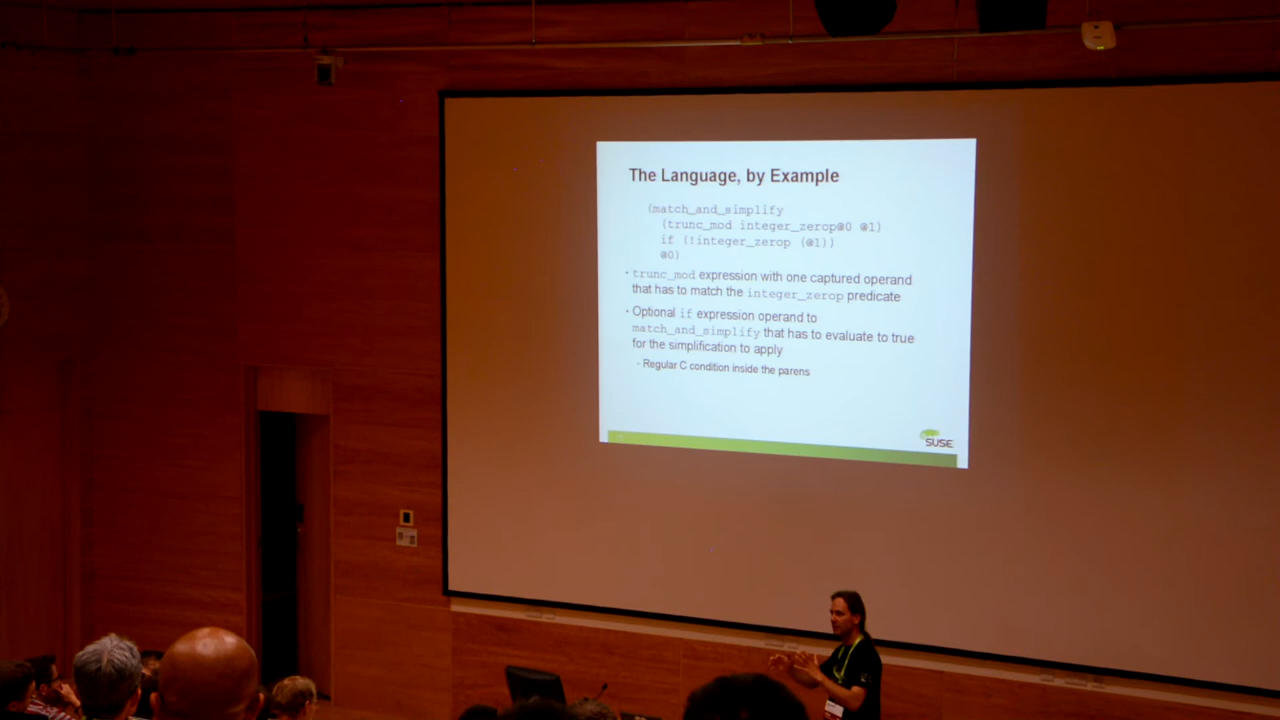 The Language, by Example
(match_and_simplify
(trunc_mod integer_zerop@0 @1)
if (!integer_zerop (@1))
@0)
• trunc_mod expression with one captured operand
that has to match the integer_zerop predicate
• Optional if expression operand to
match_and_simplify that has to evaluate to true
for the simplification to apply
- Regular C condition inside the parens
SUSE